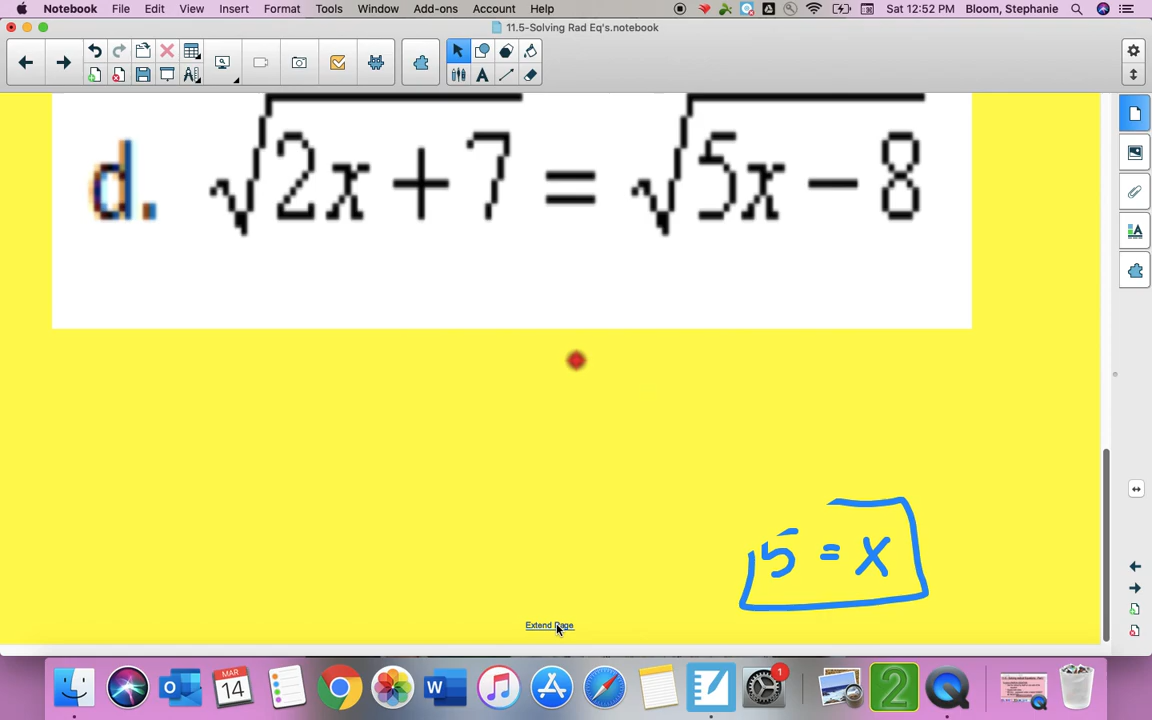 Notebook File Edit View Insert Format Tools Window Add-ons Account Help Sat 12:52 PM Bloom, Stephanie
11.5-Solving Rad Eq's.notebook
d. √2x + 7 = √5x − 8
5 = x
Extend Page
MAR
14
W
1
2